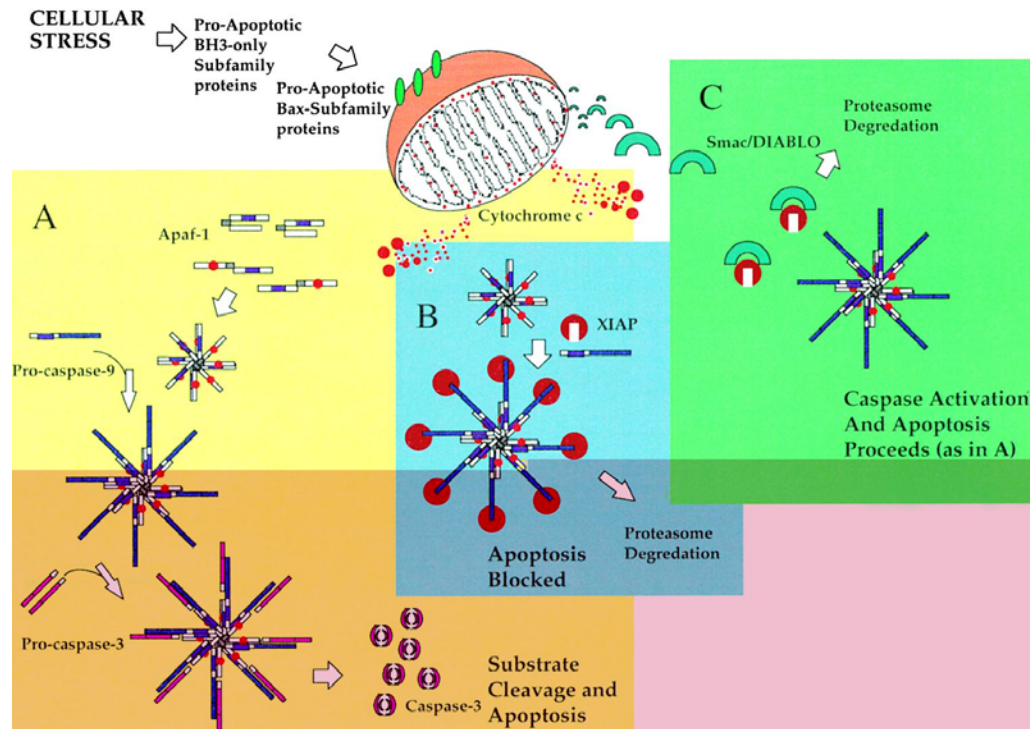 CELLULAR
STRESS
Pro-Apoptotic
BH3-only
Subfamily
proteins
Pro-Apoptotic
Bax-Subfamily
proteins
A
Apaf-1
Cytochrome c
Pro-caspase-9
Pro-caspase-3
Caspase-3
Substrate
Cleavage and
Apoptosis
B
XIAP
Apoptosis
Blocked
Proteasome
Degredation
C
Smac/DIABLO
Proteasome
Degredation
Caspase Activation
And Apoptosis
Proceeds (as in A)